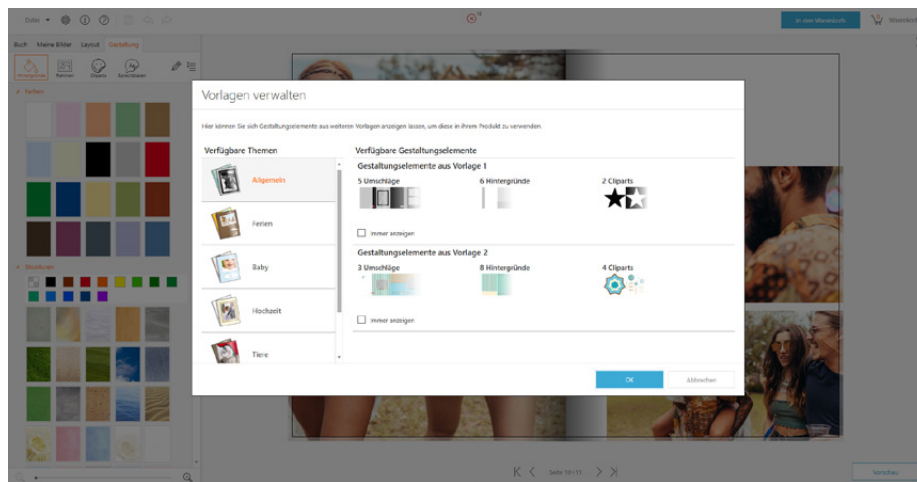 Datei
In den Warenkorb
Warenkorb
Buch Meine Bilder Layout Gestaltung
Hintergründe Rahmen Cliparts Sprechblasen
Farben
Strukturen
Vorlagen verwalten
Hier können Sie sich Gestaltungselemente aus weiteren Vorlagen anzeigen lassen, um diese in ihrem Produkt zu verwenden.
Verfügbare Themen
Allgemein
Ferien
Baby
Hochzeit
Tiere
Verfügbare Gestaltungselemente
Gestaltungselemente aus Vorlage 1
5 Umschläge 6 Hintergründe 2 Cliparts
Immer anzeigen
Gestaltungselemente aus Vorlage 2
3 Umschläge 8 Hintergründe 4 Cliparts
Immer anzeigen
OK Abbrechen
Seite 10+11
Vorschau